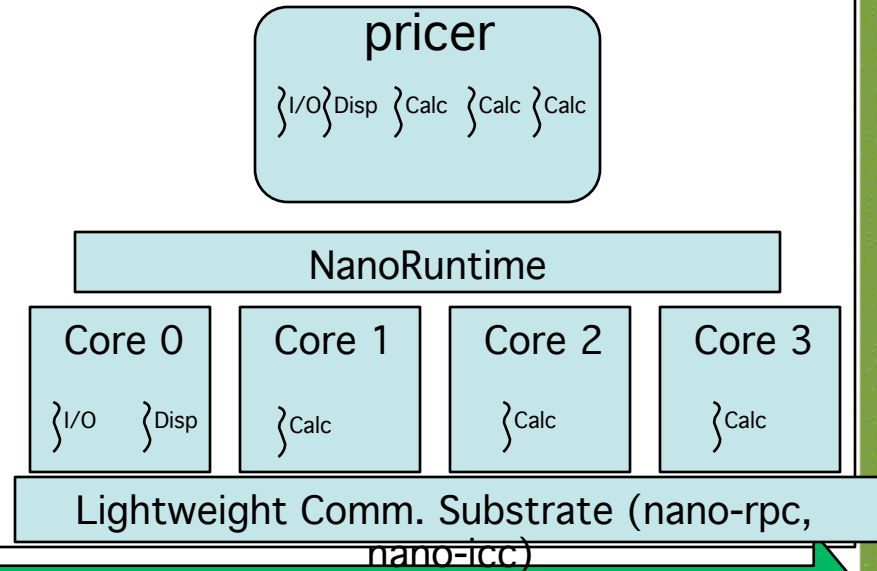 pricer
I/O Disp Calc Calc Calc
NanoRuntime
Core 0 Core 1 Core 2 Core 3
I/O Disp Calc Calc Calc
Lightweight Comm. Substrate (nano-rpc,
nano-icc)